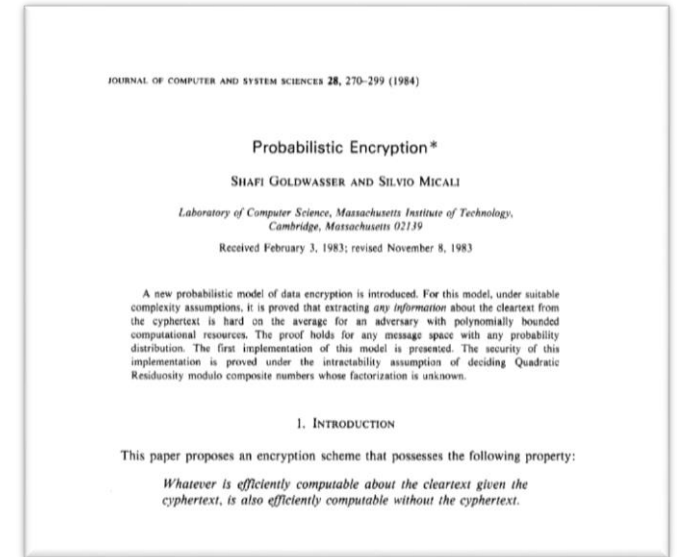 JOURNAL OF COMPUTER AND SYSTEM SCIENCES 28, 270-299 (1984)
Probabilistic Encryption*
SHAFI GOLDWASSER AND SILVIO MICALI
Laboratory of Computer Science, Massachusetts Institute of Technology,
Cambridge, Massachusetts 02139
Received February 3, 1983; revised November 8, 1983
A new probabilistic model of data encryption is introduced. For this model, under suitable
complexity assumptions, it is proved that extracting any information about the cleartext from
the cyphertext is hard on the average for an adversary with polynomially bounded
computational resources. The proof holds for any message space with any probability
distribution. The first implementation of this model is presented. The security of this
implementation is proved under the intractability assumption of deciding Quadratic
Residuosity modulo composite numbers whose factorization is unknown.
1. INTRODUCTION
This paper proposes an encryption scheme that possesses the following property:
Whatever is efficiently computable about the cleartext given the
cyphertext, is also efficiently computable without the cyphertext.